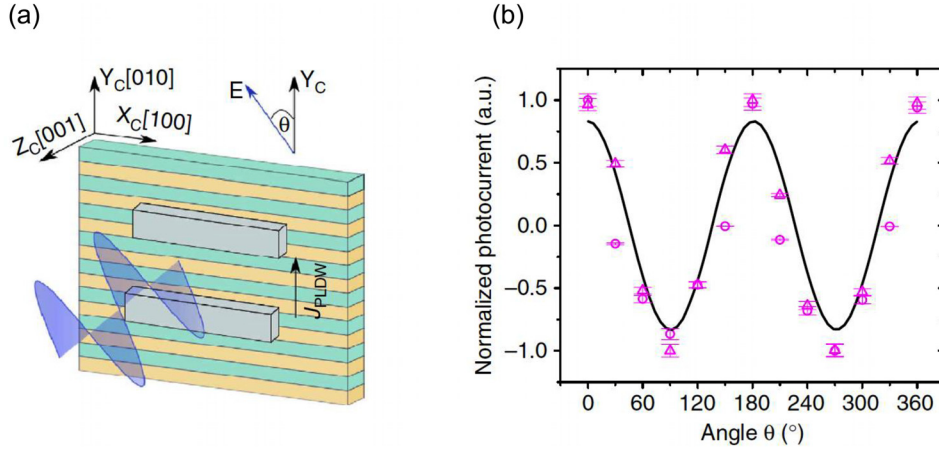 (a)
(b)
Y_C[010]
X_C[100]
Z_C[001]
E
θ
Y_C
J_PLDW
Normalized photocurrent (a.u.)
1.0
0.5
0.0
−0.5
−1.0
0 60 120 180 240 300 360
Angle θ (°)